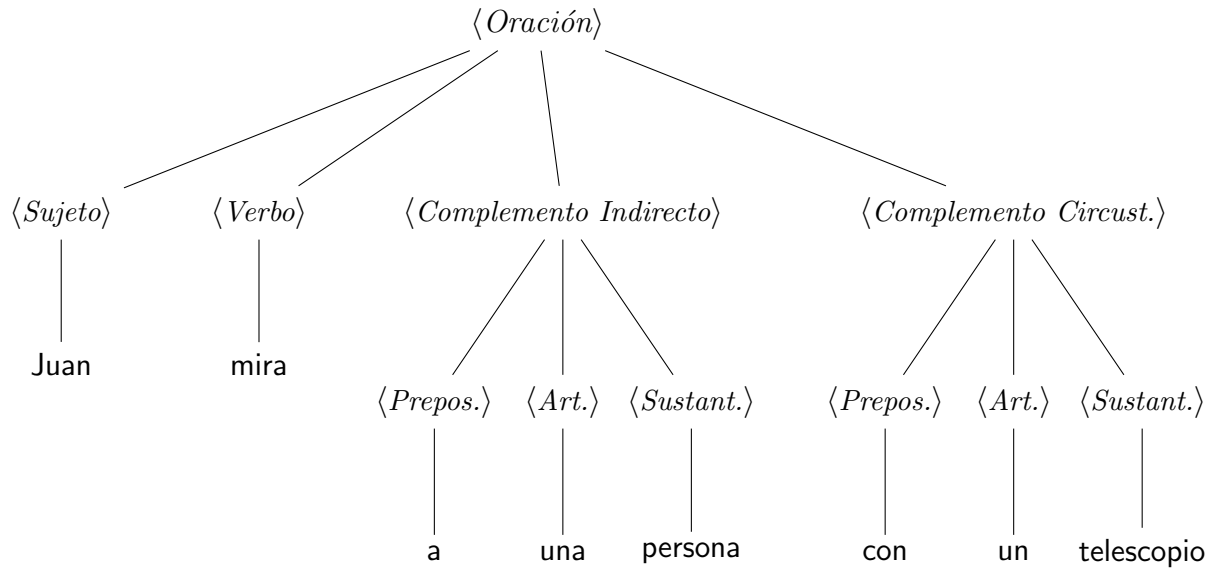 ⟨Oración⟩
⟨Sujeto⟩ ⟨Verbo⟩ ⟨Complemento Indirecto⟩ ⟨Complemento Circust.⟩
Juan mira
⟨Prepos.⟩ ⟨Art.⟩ ⟨Sustant.⟩ ⟨Prepos.⟩ ⟨Art.⟩ ⟨Sustant.⟩
a una persona con un telescopio